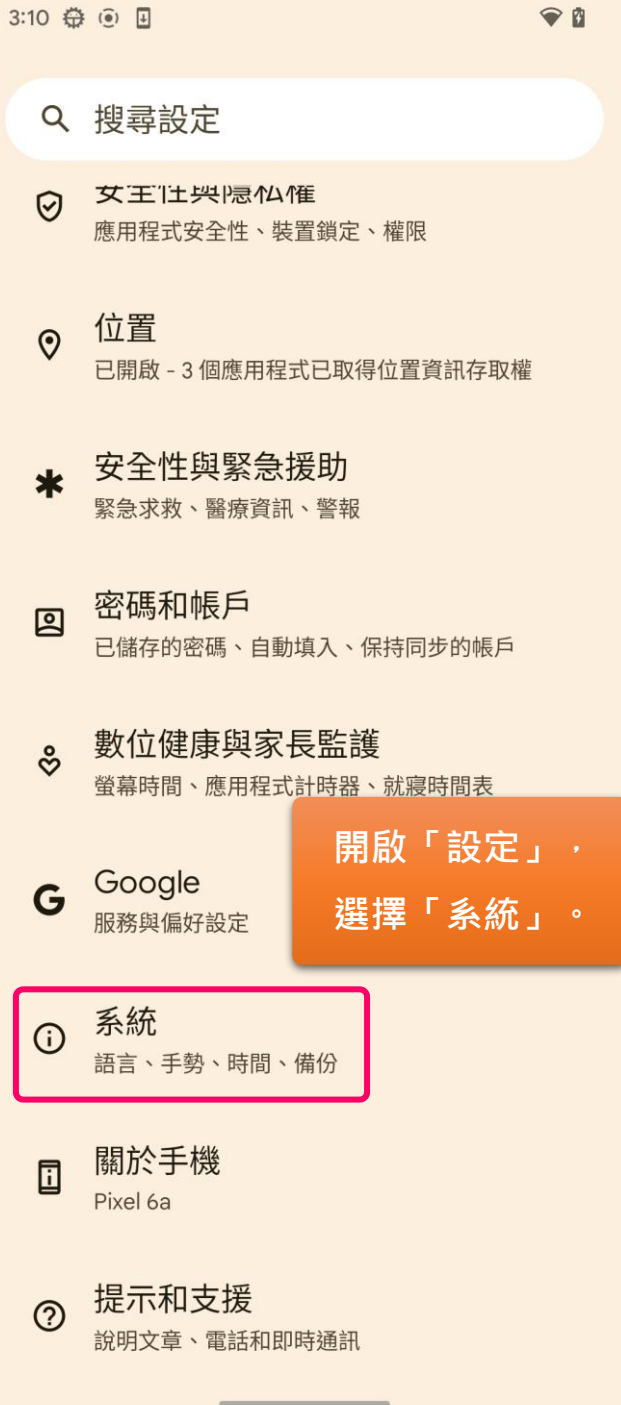 3:10
搜尋設定
安全性與隱私權
應用程式安全性、裝置鎖定、權限
位置
已開啟 - 3 個應用程式已取得位置資訊存取權
安全性與緊急援助
緊急求救、醫療資訊、警報
密碼和帳戶
已儲存的密碼、自動填入、保持同步的帳戶
數位健康與家長監護
螢幕時間、應用程式計時器、就寢時間表
開啟「設定」，
選擇「系統」。
Google
服務與偏好設定
系統
語言、手勢、時間、備份
關於手機
Pixel 6a
提示和支援
說明文章、電話和即時通訊